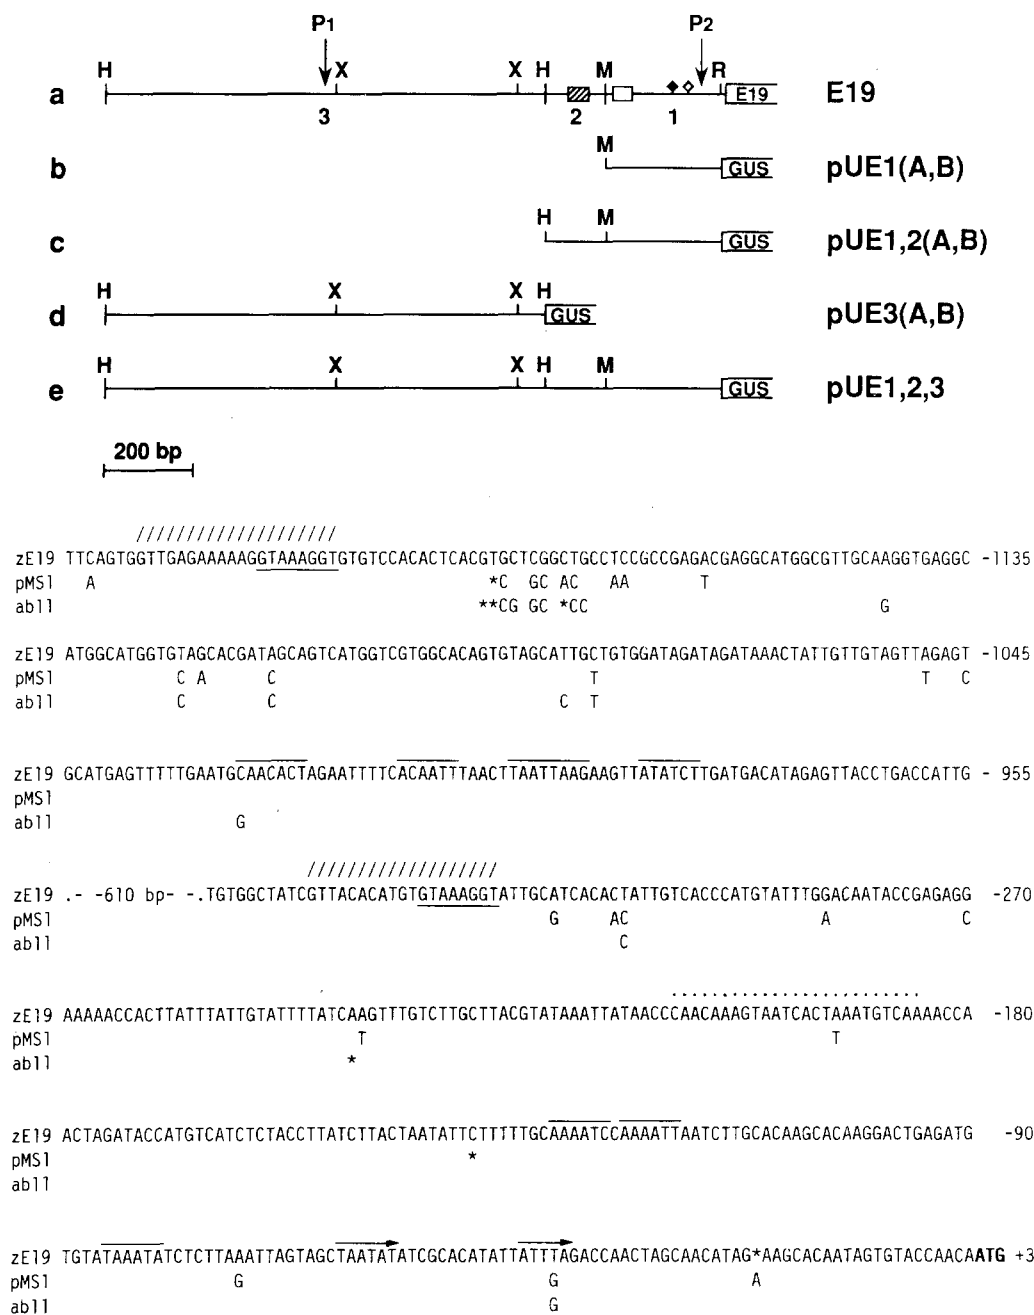 P1 P2
H X X H M R
a E19 E19
3 2 1
M
b GUS pUE1(A,B)
H M
c GUS pUE1,2(A,B)
H X X H
d GUS pUE3(A,B)
H X X H M
e GUS pUE1,2,3
200 bp
////////////////////
zE19 TTCAGTGGTTGAGAAAAAGGTAAAGGTGTGTCCACACTCACGTGCTCGGCTGCCTCCGCCGAGACGAGGCATGGCGTTGCAAGGTGAGGC -1135
pMS1 A *C GC AC AA T
ab11 **CG GC *CC G
zE19 ATGGCATGGTGTAGCACGATAGCAGTCATGGTCGTGGCACAGTGTAGCATTGCTGTGGATAGATAGATAAACTATTGTTGTAGTTAGAGT -1045
pMS1 C A C T T C
ab11 C C C T
zE19 GCATGAGTTTTTGAATGCAACACTAGAATTTTCACAATTTAACTTAATTAAGAAGTTATATCTTGATGACATAGAGTTACCTGACCATTG - 955
pMS1
ab11 G
///////////////////
zE19 .- -610 bp- -.TGTGGCTATCGTTACACATGTGTAAAGGTATTGCATCACACTATTGTCACCCATGTATTTGGACAATACCGAGAGG -270
pMS1 G AC A C
ab11 C
.........................
zE19 AAAAACCACTTATTTATTGTATTTTATCAAGTTTGTCTTGCTTACGTATAAATTATAACCCAACAAAGTAATCACTAAATGTCAAAACCA -180
pMS1 T T
ab11 *
zE19 ACTAGATACCATGTCATCTCTACCTTATCTTACTAATATTCTTTTTGCAAAATCCAAAATTAATCTTGCACAAGCACAAGGACTGAGATG -90
pMS1 *
ab11
zE19 TGTATAAATATCTCTTAAATTAGTAGCTAATATATCGCACATATTATTTAGACCAACTAGCAACATAG*AAGCACAATAGTGTACCAACAATG +3
pMS1 G G A
ab11 G